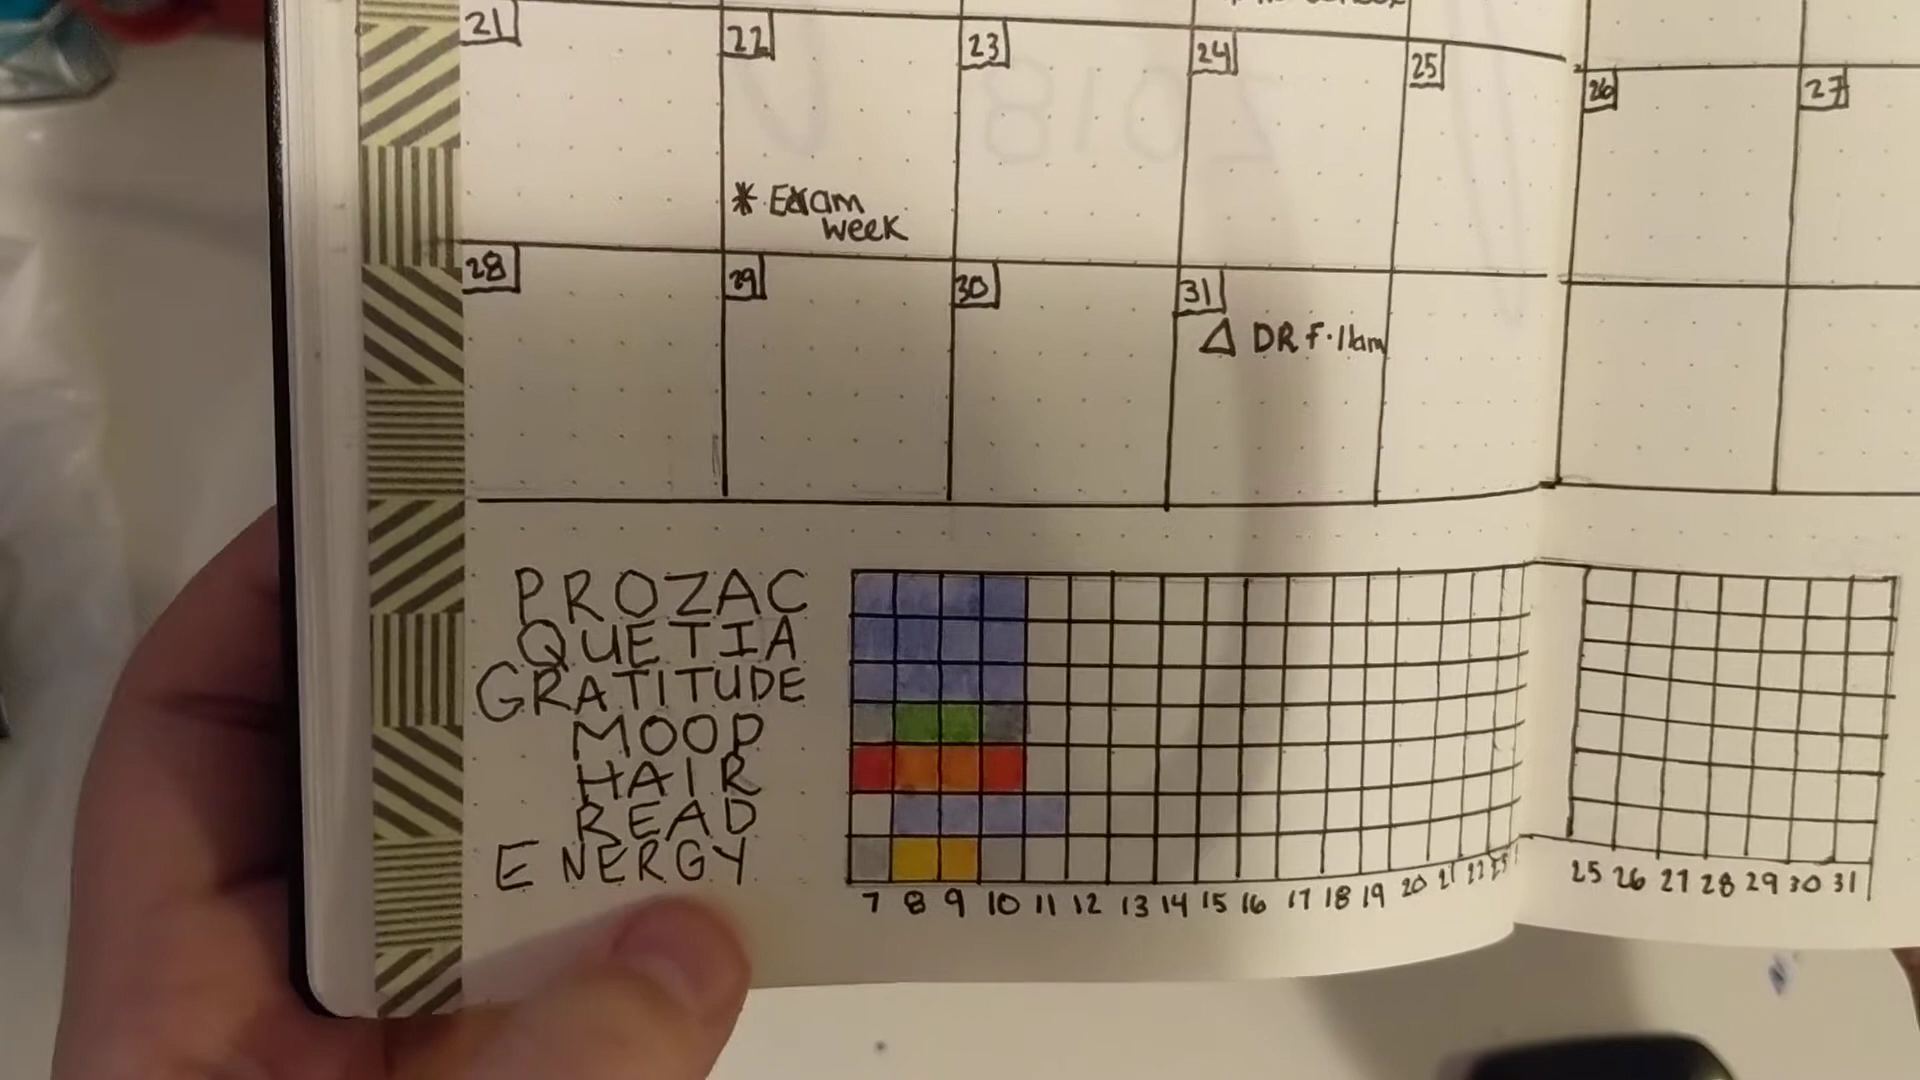 21 22 23 24 25 26 27
* Exam
week
28 29 30 31
△ DR F·11am
2018
PROZAC
QUETIA
GRATITUDE
MOOD
HAIR
READ
ENERGY
7 8 9 10 11 12 13 14 15 16 17 18 19 20 21 22 23 25 26 27 28 29 30 31